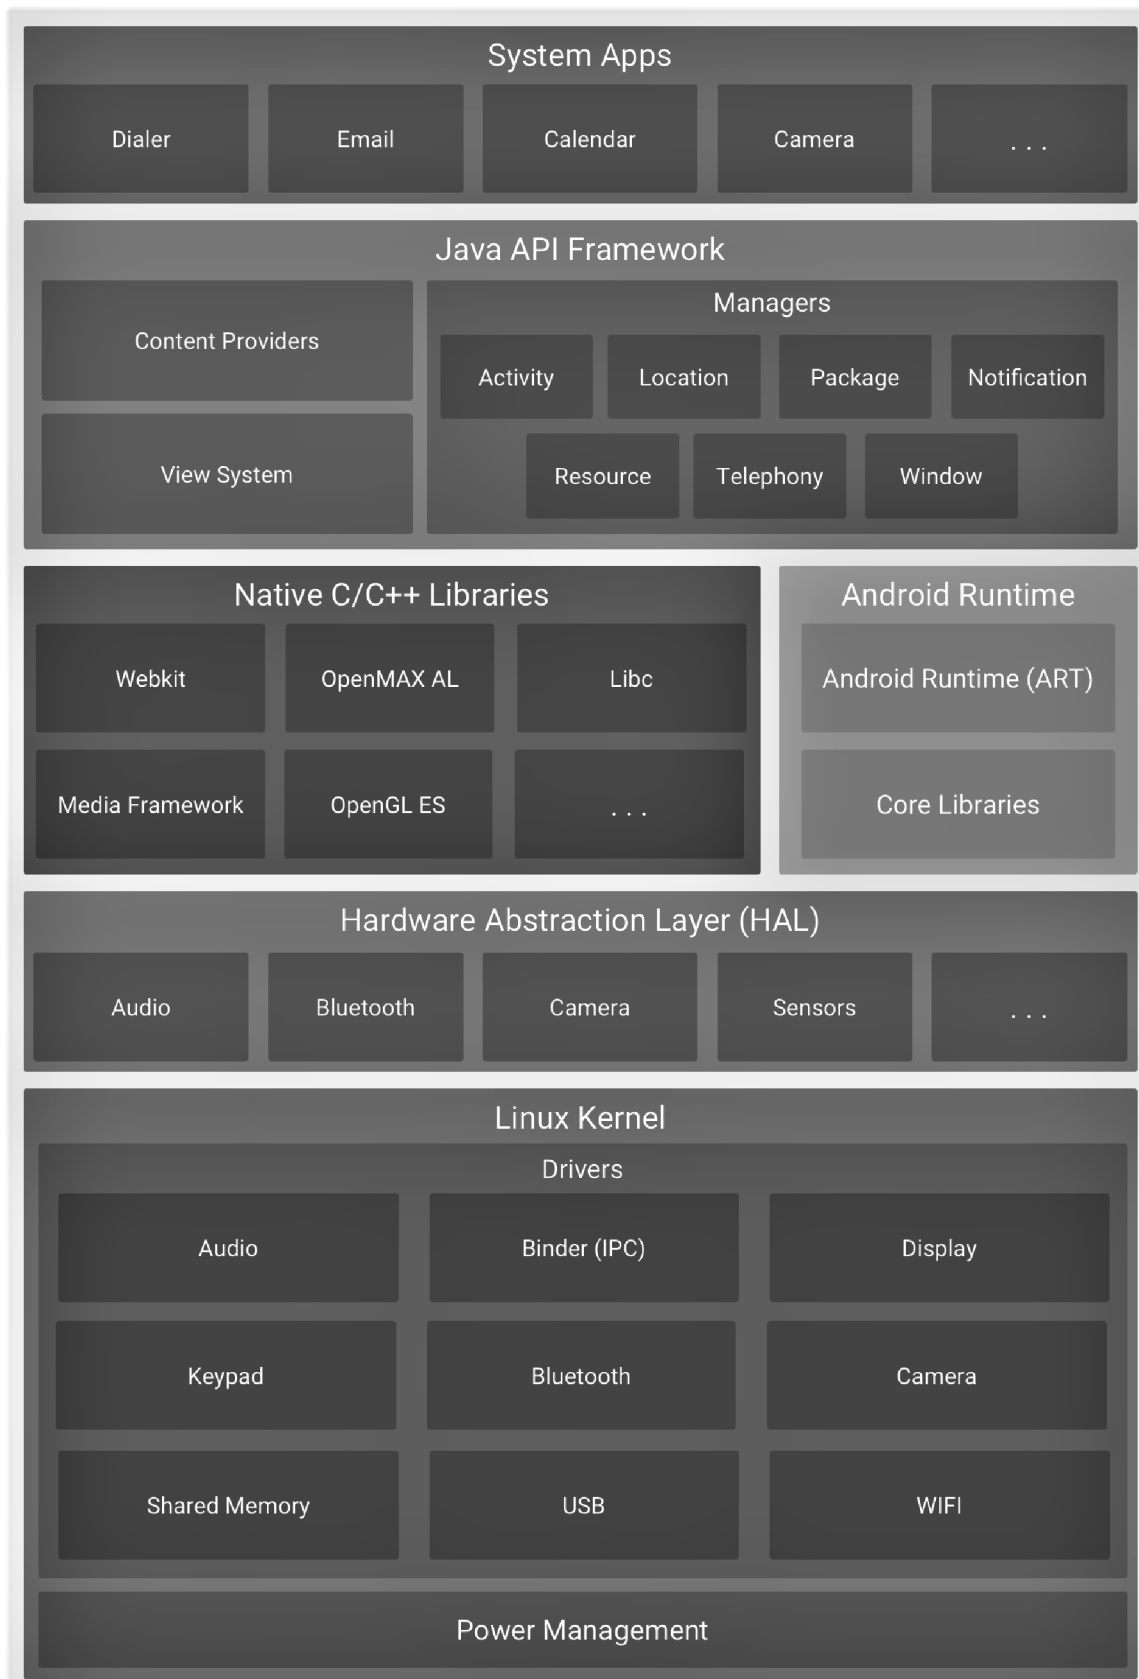 System Apps
Dialer
Email
Calendar
Camera
. . .
Java API Framework
Content Providers
View System
Managers
Activity
Location
Package
Notification
Resource
Telephony
Window
Native C/C++ Libraries
Webkit
OpenMAX AL
Libc
Media Framework
OpenGL ES
. . .
Android Runtime
Android Runtime (ART)
Core Libraries
Hardware Abstraction Layer (HAL)
Audio
Bluetooth
Camera
Sensors
. . .
Linux Kernel
Drivers
Audio
Binder (IPC)
Display
Keypad
Bluetooth
Camera
Shared Memory
USB
WIFI
Power Management